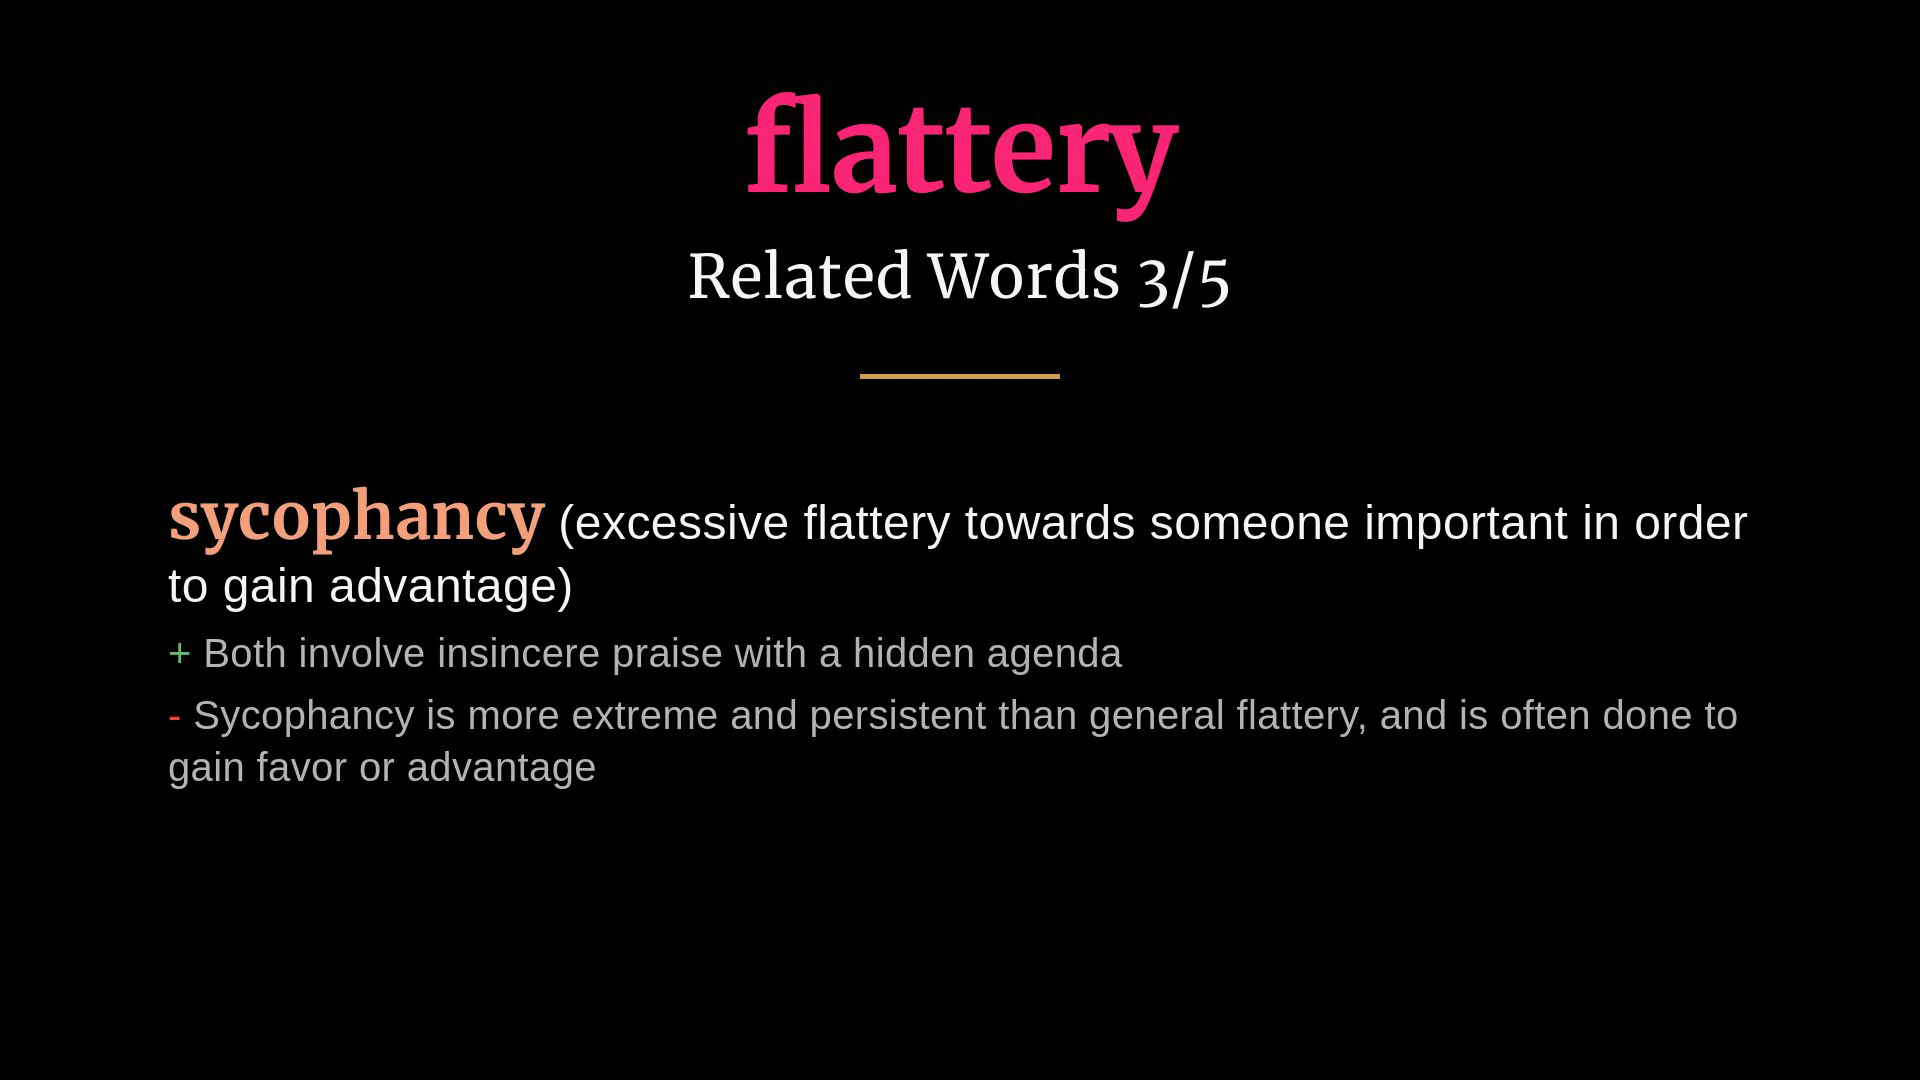 flattery
Related Words 3/5
sycophancy (excessive flattery towards someone important in order
to gain advantage)
+ Both involve insincere praise with a hidden agenda
- Sycophancy is more extreme and persistent than general flattery, and is often done to
gain favor or advantage